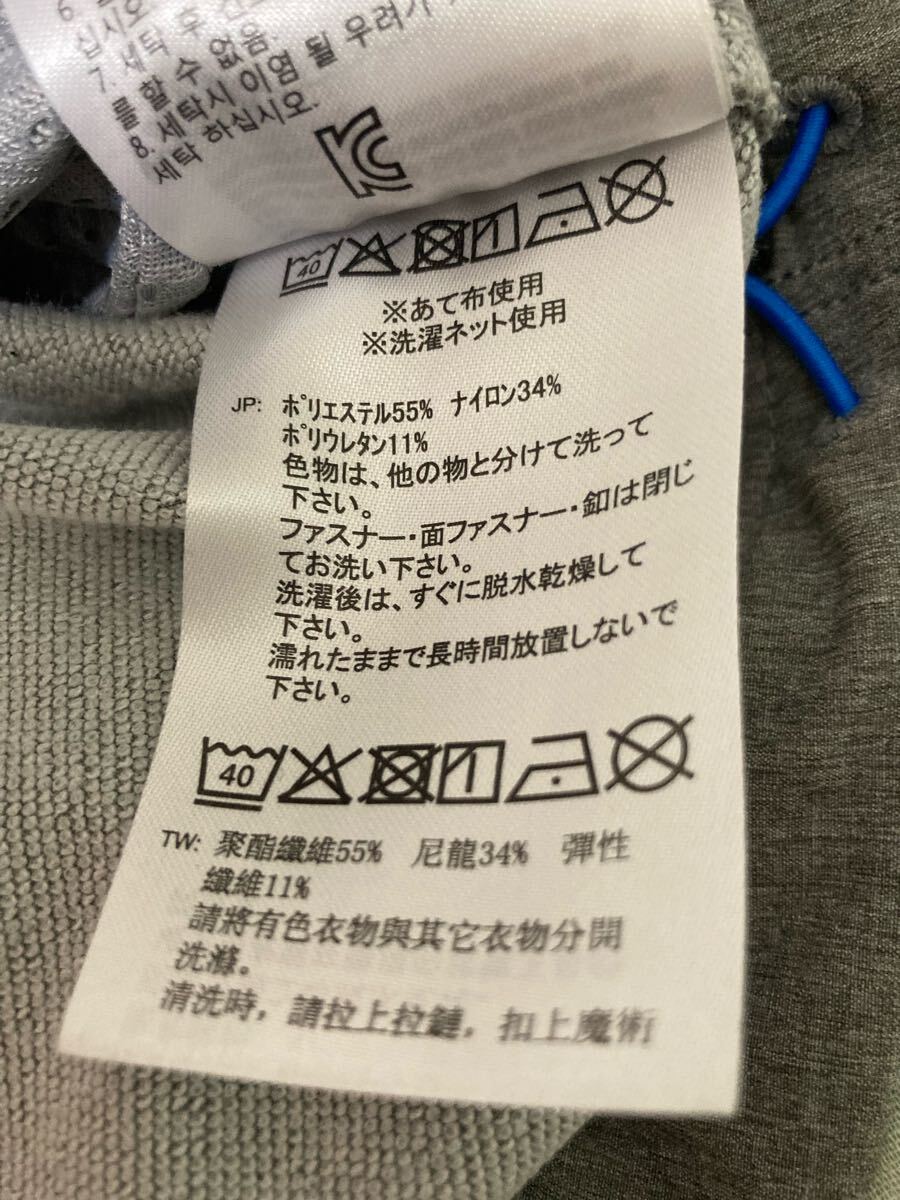 십시오
7. 세탁 후 건
를 할 수 없음.
8. 세탁시 이염 될 우려가
세탁 하십시오.
40
※あて布使用
※洗濯ネット使用
JP: ポリエステル55% ナイロン34%
ポリウレタン11%
色物は、他の物と分けて洗って
下さい。
ファスナー・面ファスナー・釦は閉じ
てお洗い下さい。
洗濯後は、すぐに脱水乾燥して
下さい。
濡れたままで長時間放置しないで
下さい。
40
TW: 聚酯纖維55% 尼龍34% 彈性
纖維11%
請將有色衣物與其它衣物分開
洗滌。
清洗時，請拉上拉鏈，扣上魔術